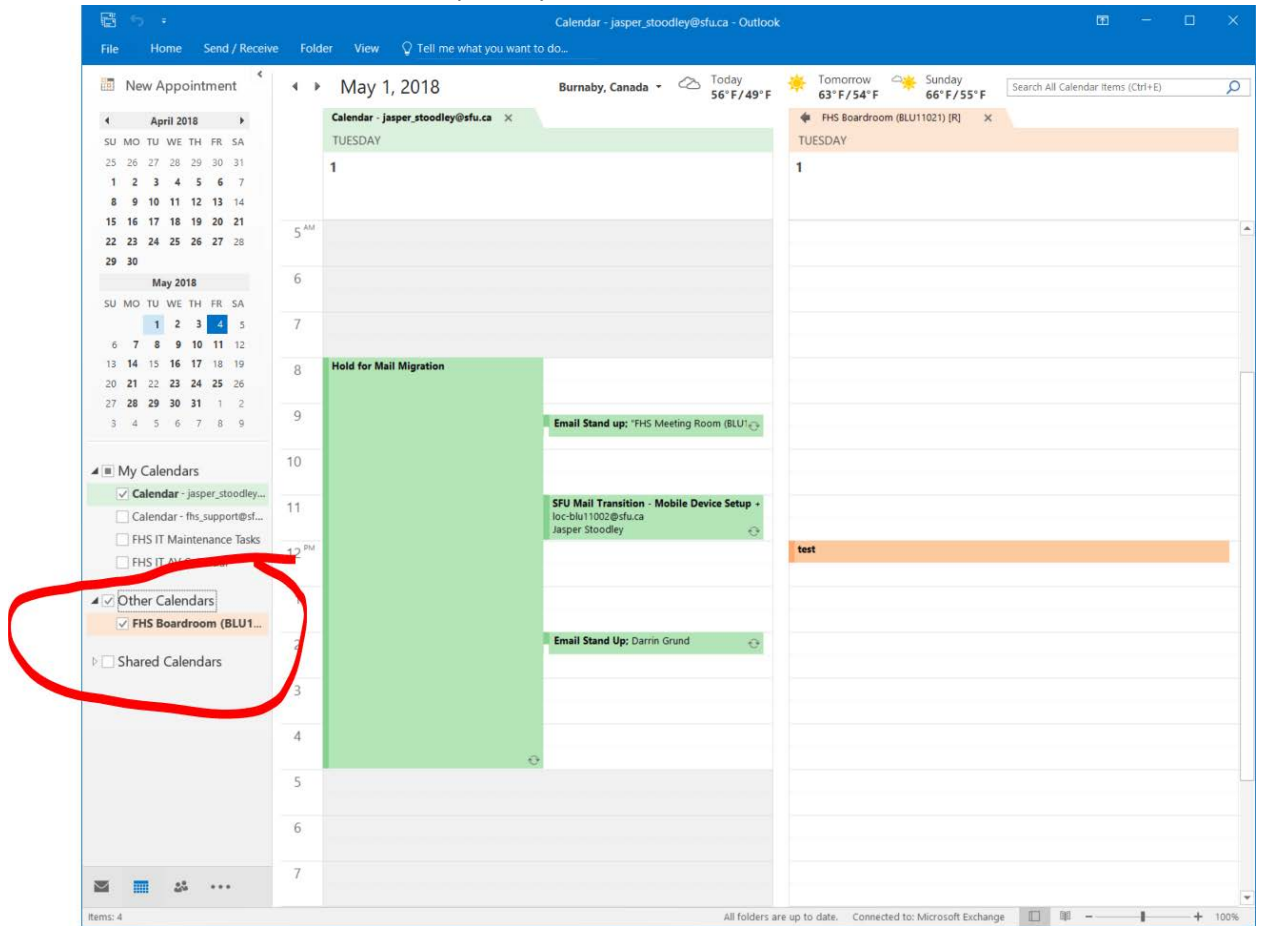 Calendar - jasper_stoodley@sfu.ca - Outlook
File Home Send / Receive Folder View Tell me what you want to do...
New Appointment
May 1, 2018
Burnaby, Canada
Today
56°F/49°F
Tomorrow
63°F/54°F
Sunday
66°F/55°F
Search All Calendar Items (Ctrl+E)
April 2018
SU MO TU WE TH FR SA
25 26 27 28 29 30 31
1 2 3 4 5 6 7
8 9 10 11 12 13 14
15 16 17 18 19 20 21
22 23 24 25 26 27 28
29 30
May 2018
SU MO TU WE TH FR SA
1 2 3 4 5
6 7 8 9 10 11 12
13 14 15 16 17 18 19
20 21 22 23 24 25 26
27 28 29 30 31 1 2
3 4 5 6 7 8 9
My Calendars
Calendar - jasper_stoodley...
Calendar - fhs_support@sf...
FHS IT Maintenance Tasks
FHS IT
Other Calendars
FHS Boardroom (BLU1...
Shared Calendars
Calendar - jasper_stoodley@sfu.ca
TUESDAY
1
FHS Boardroom (BLU11021) [R]
TUESDAY
1
5 AM
6
7
8
9
10
11
12 PM
2
3
4
5
6
7
Hold for Mail Migration
Email Stand up; "FHS Meeting Room (BLU1
SFU Mail Transition - Mobile Device Setup
loc-blu11002@sfu.ca
Jasper Stoodley
Email Stand Up; Darrin Grund
test
Items: 4
All folders are up to date. Connected to: Microsoft Exchange
100%